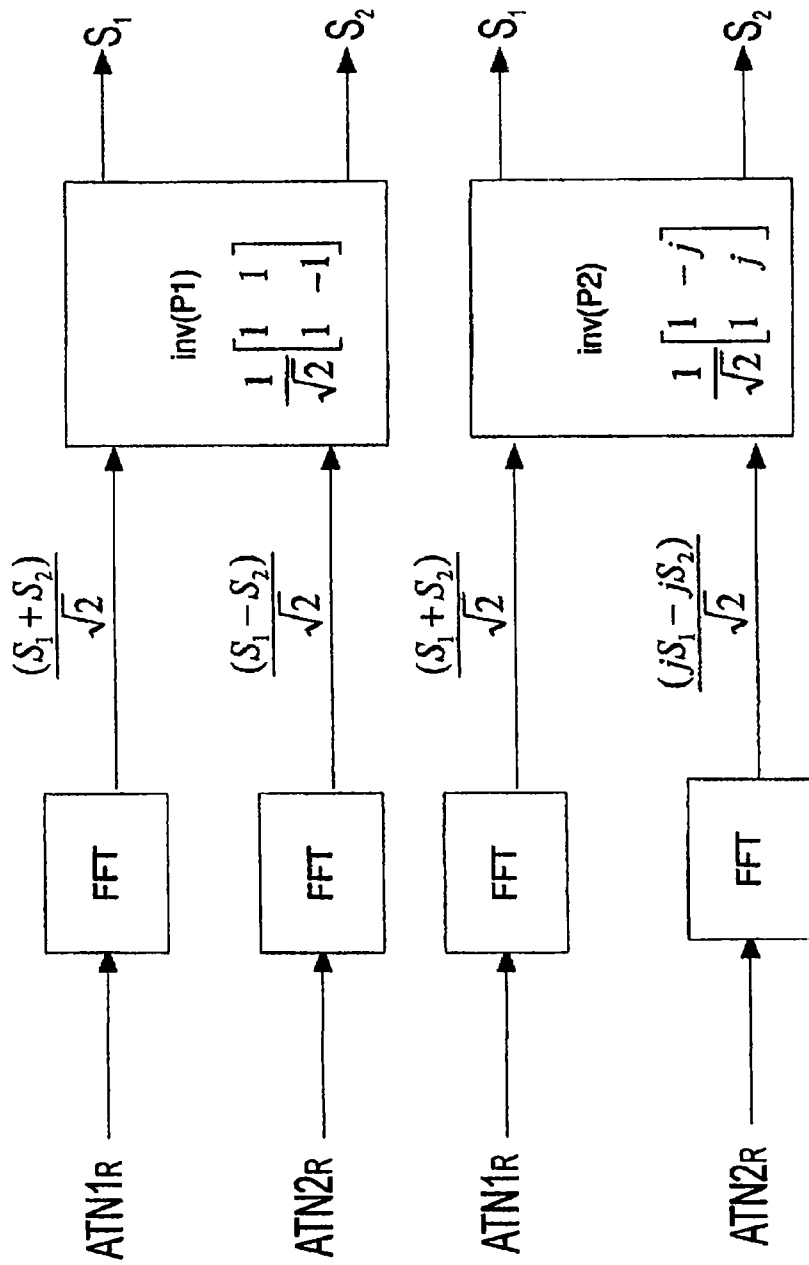 ATN1R
FFT
(S₁ + S₂)
√2
inv(P1)
1/√2 [1 1; 1 −1]
S₁
ATN2R
FFT
(S₁ − S₂)
√2
S₂
ATN1R
FFT
(S₁ + S₂)
√2
inv(P2)
1/√2 [1 −j; 1 j]
S₁
ATN2R
FFT
(jS₁ − jS₂)
√2
S₂